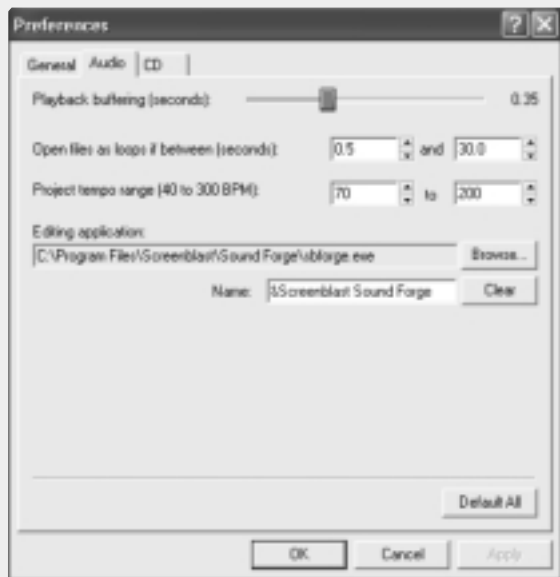 Preferences
General Audio CD
Playback buffering (seconds): 0.35
Open files as loops if between (seconds): 0.5 and 30.0
Project tempo range (40 to 300 BPM): 70 to 200
Editing application:
C:\Program Files\Screenblast\Sound Forge\sbforge.exe Browse...
Name: &Screenblast Sound Forge Clear
Default All
OK Cancel Apply